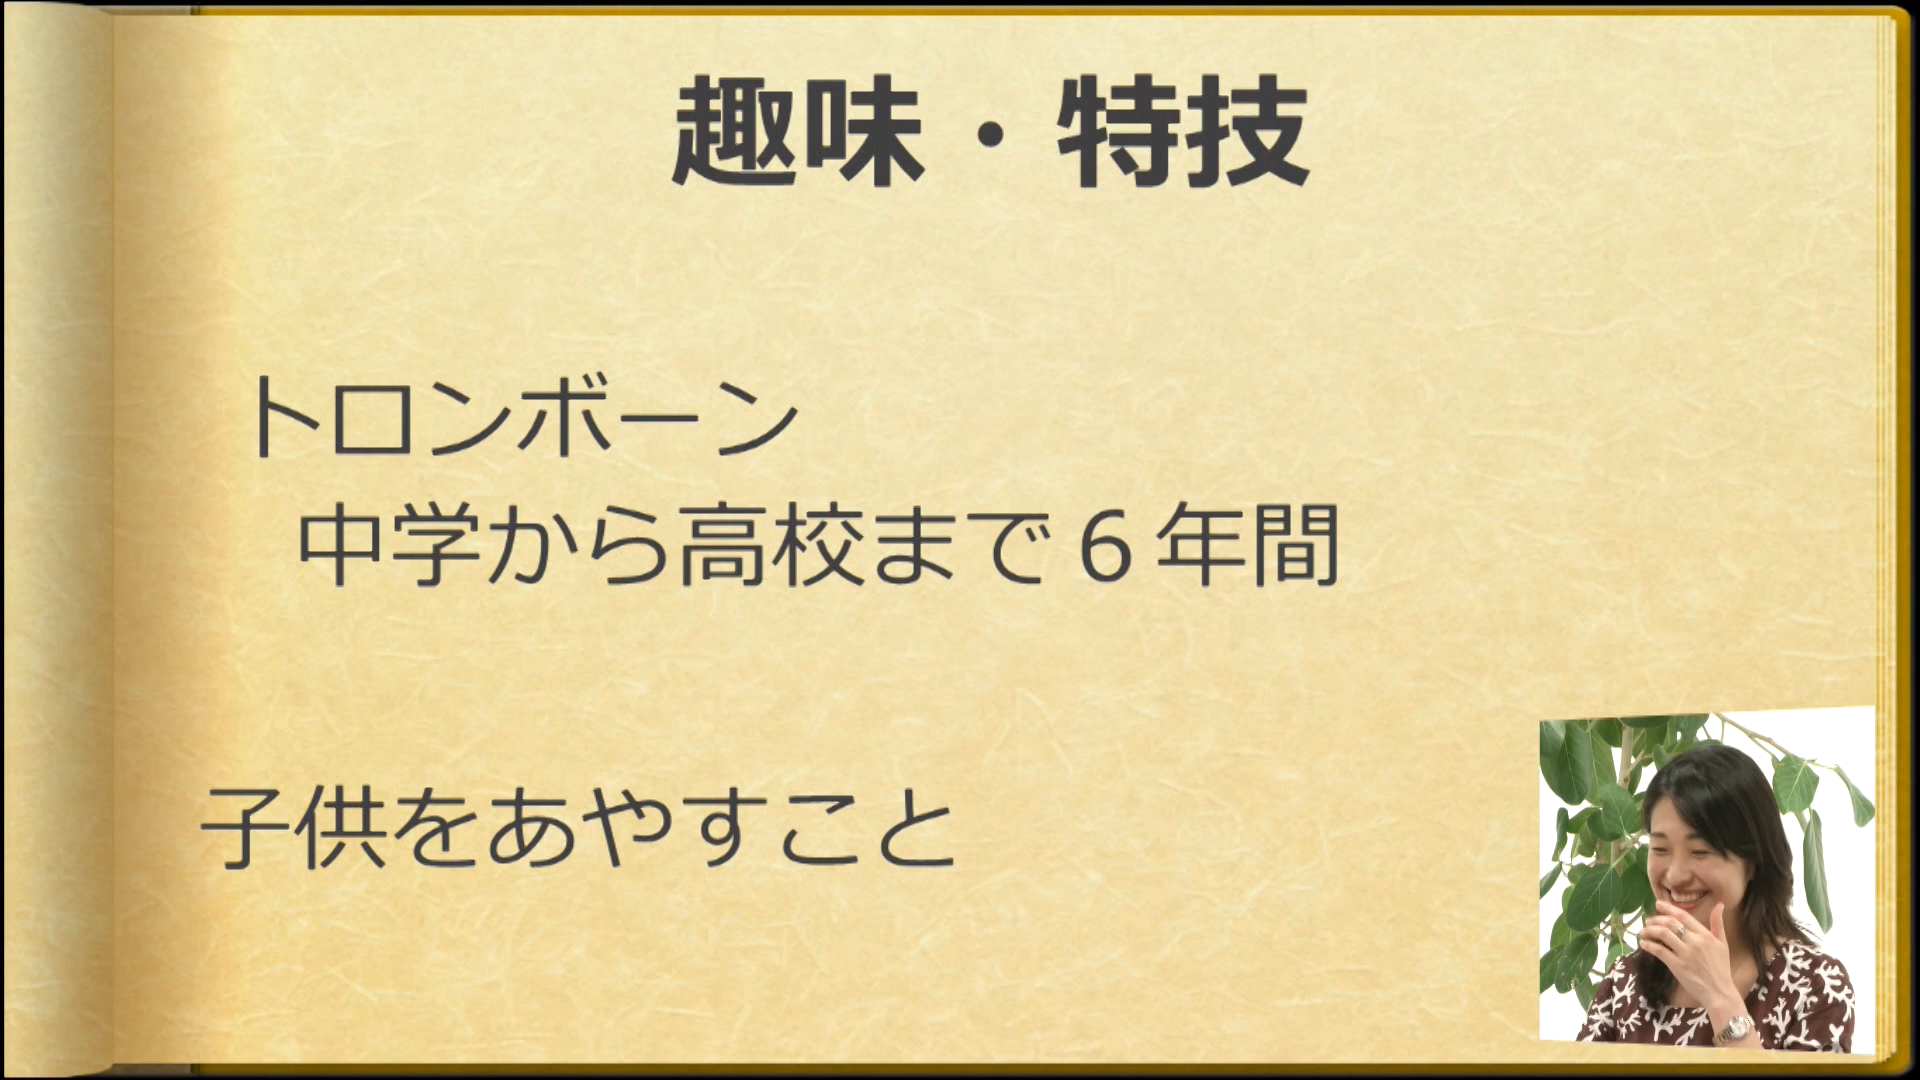 趣味・特技
トロンボーン
中学から高校まで６年間
子供をあやすこと